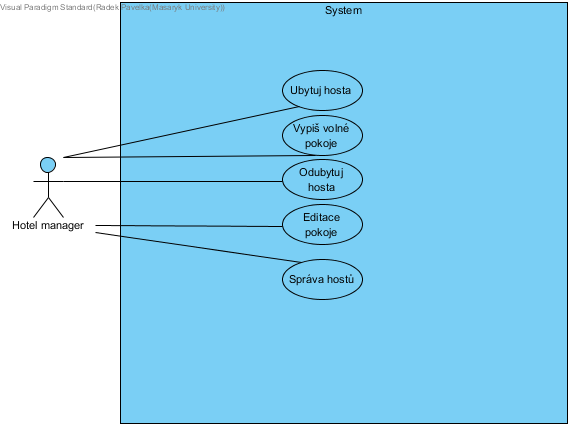 Visual Paradigm Standard(Radek Pavelka(Masaryk University))
System
Ubytuj hosta
Vypiš volné
pokoje
Odubytuj
hosta
Hotel manager
Editace
pokoje
Správa hostů